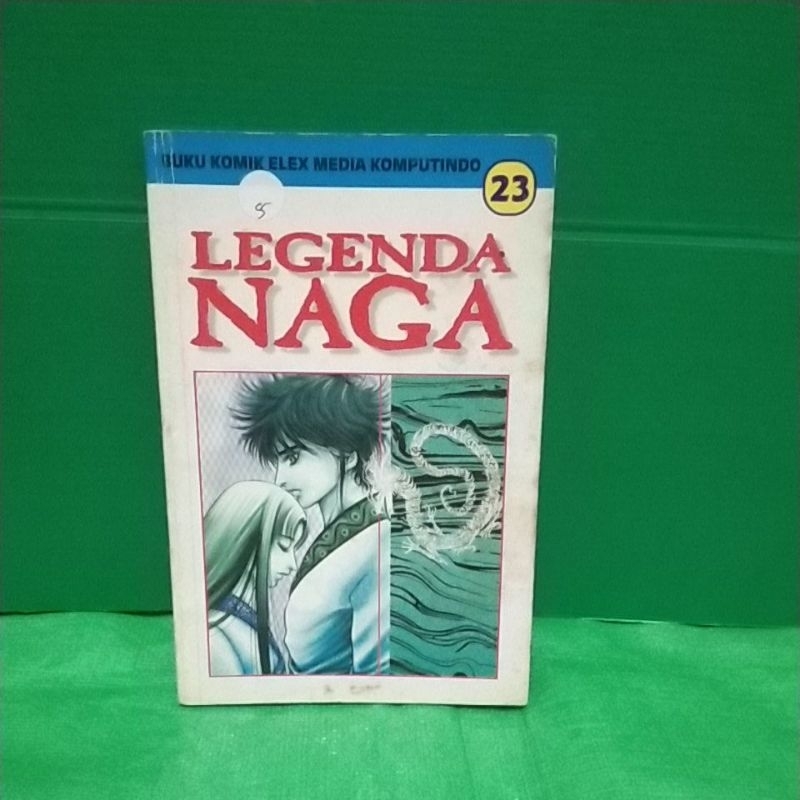 BUKU KOMIK ELEX MEDIA KOMPUTINDO
23
LEGENDA
NAGA